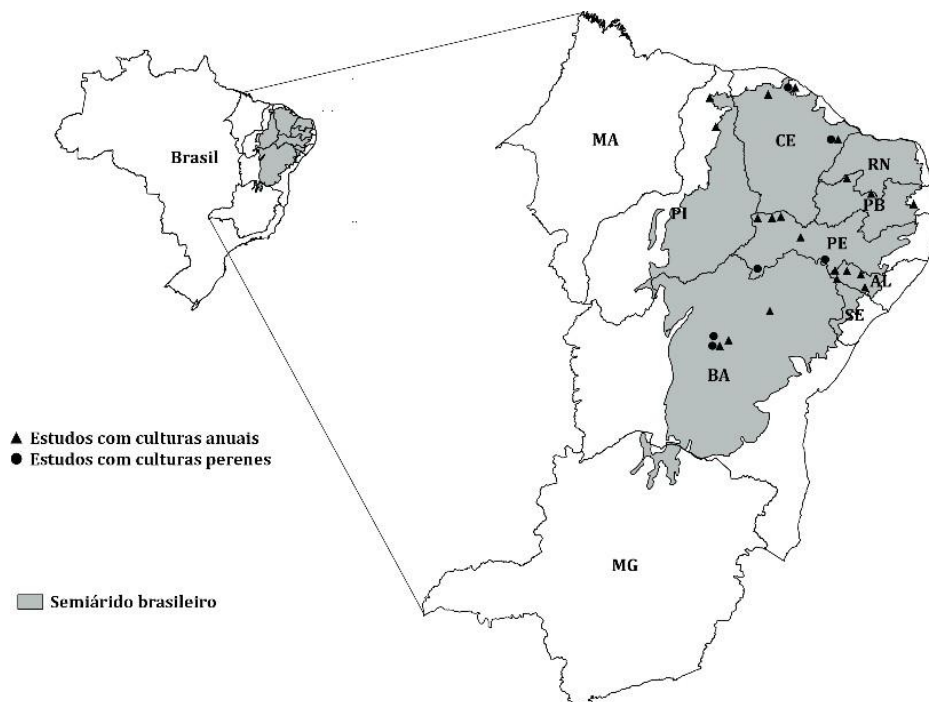 MA
CE
Brasil
RN
PB
PI
PE
AL
SE
BA
▲ Estudos com culturas anuais
● Estudos com culturas perenes
MG
Semiárido brasileiro